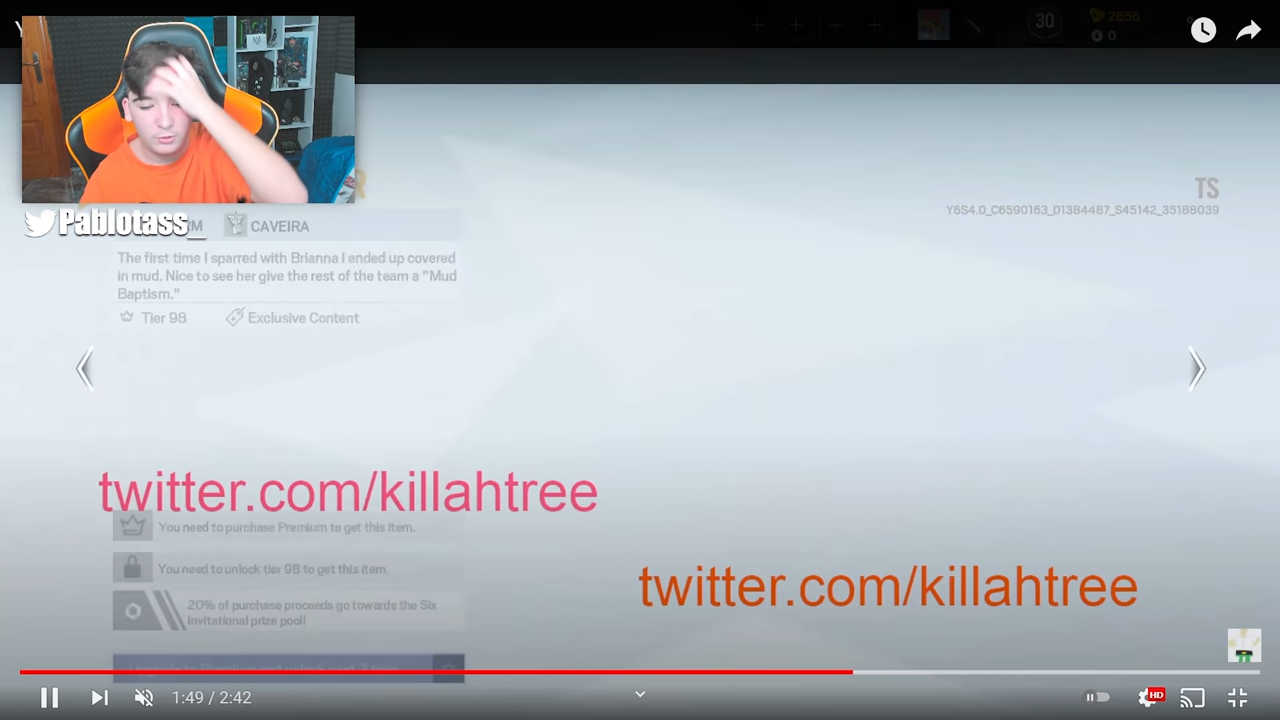 Y
30
2656
0
TS
Y6S4.0_C6590163_D1384487_S45142_35188039
Pablotass_
CAVEIRA
The first time I sparred with Brianna I ended up covered
in mud. Nice to see her give the rest of the team a "Mud
Baptism."
Tier 98
Exclusive Content
twitter.com/killahtree
You need to purchase Premium to get this item.
twitter.com/killahtree
You need to unlock tier 98 to get this item.
20% of purchase proceeds go towards the Six
Invitational prize pool!
1:49 / 2:42
HD